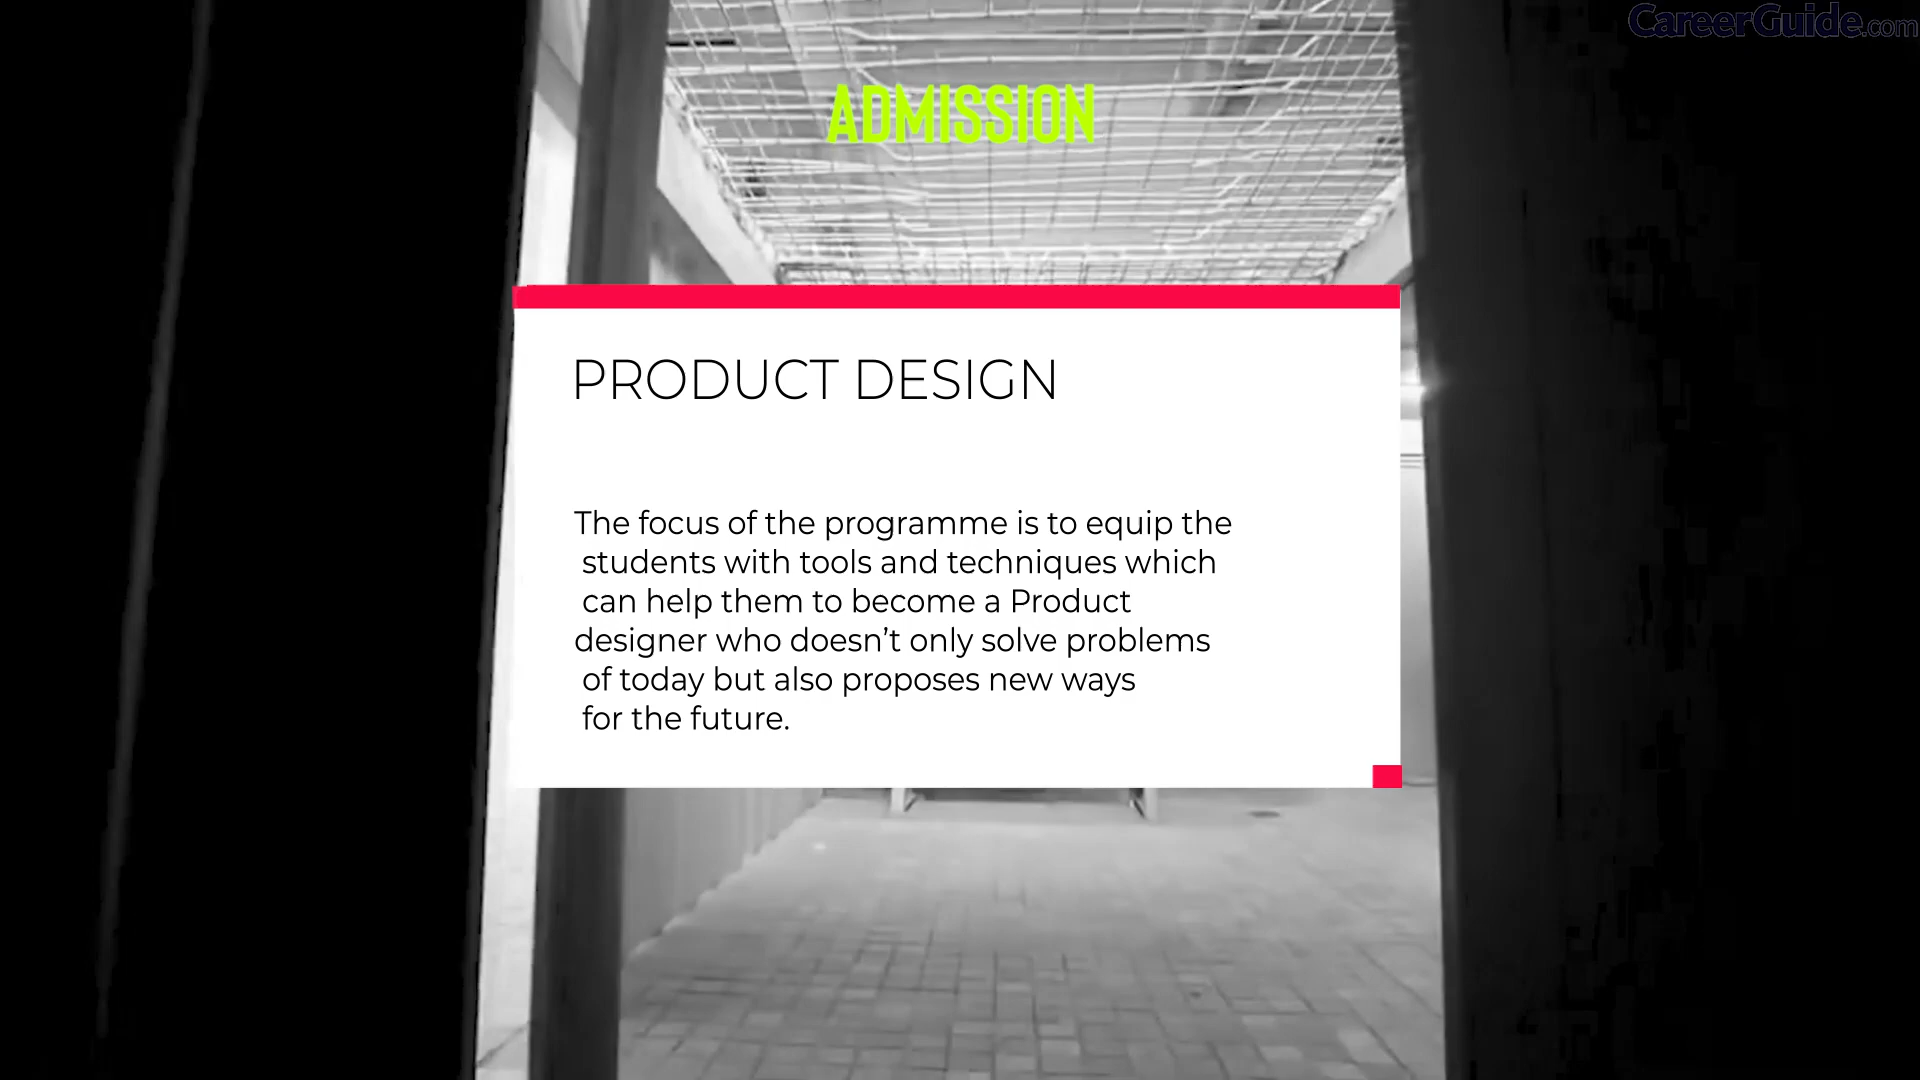 CareerGuide.com
ADMISSION
PRODUCT DESIGN
The focus of the programme is to equip the
students with tools and techniques which
can help them to become a Product
designer who doesn’t only solve problems
of today but also proposes new ways
for the future.